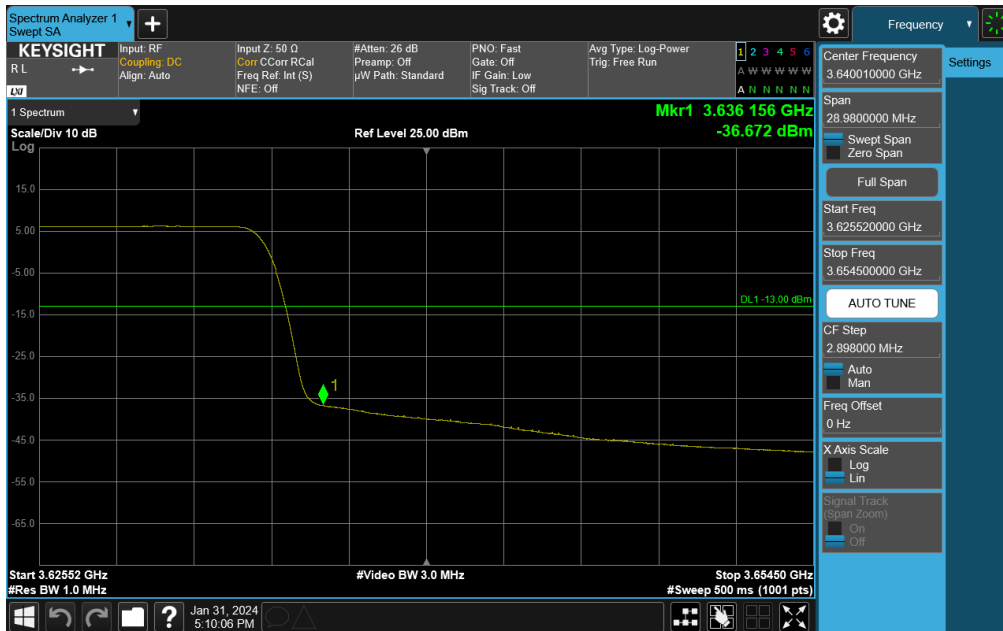 Spectrum Analyzer 1
Swept SA
Frequency
KEYSIGHT
R L
LXI
Input: RF
Coupling: DC
Align: Auto
Input Z: 50 Ω
Corr CCorr RCal
Freq Ref: Int (S)
NFE: Off
#Atten: 26 dB
Preamp: Off
µW Path: Standard
PNO: Fast
Gate: Off
IF Gain: Low
Sig Track: Off
Avg Type: Log-Power
Trig: Free Run
1 2 3 4 5 6
A W W W W W
A N N N N N
Center Frequency
3.640010000 GHz
Settings
Span
28.9800000 MHz
Swept Span
Zero Span
Full Span
Start Freq
3.625520000 GHz
Stop Freq
3.654500000 GHz
AUTO TUNE
CF Step
2.898000 MHz
Auto
Man
Freq Offset
0 Hz
X Axis Scale
Log
Lin
Signal Track
(Span Zoom)
On
Off
1 Spectrum
Scale/Div 10 dB
Log
Ref Level 25.00 dBm
Mkr1 3.636 156 GHz
-36.672 dBm
15.0
5.00
-5.00
DL1 -13.00 dBm
-15.0
-25.0
1
-35.0
-45.0
-55.0
-65.0
Start 3.62552 GHz
#Res BW 1.0 MHz
#Video BW 3.0 MHz
Stop 3.65450 GHz
#Sweep 500 ms (1001 pts)
?
Jan 31, 2024
5:10:06 PM